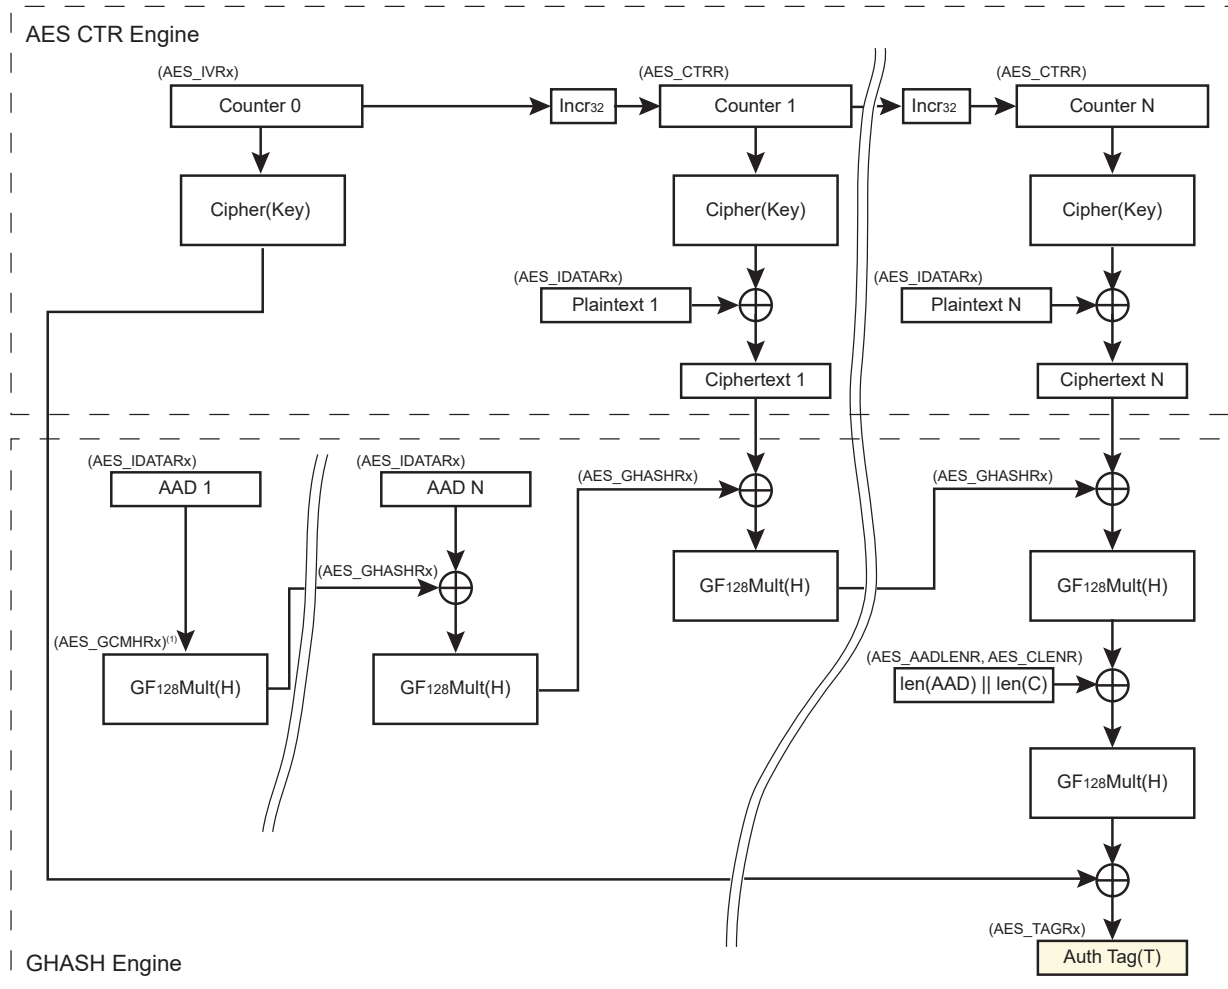 AES CTR Engine
(AES_IVRx)
Counter 0
Incr32
(AES_CTRR)
Counter 1
Incr32
(AES_CTRR)
Counter N
Cipher(Key)
Cipher(Key)
Cipher(Key)
(AES_IDATARx)
Plaintext 1
(AES_IDATARx)
Plaintext N
Ciphertext 1
Ciphertext N
(AES_IDATARx)
AAD 1
(AES_IDATARx)
AAD N
(AES_GHASHRx)
(AES_GHASHRx)
(AES_GHASHRx)
GF128Mult(H)
GF128Mult(H)
(AES_GCMHRx)(1)
GF128Mult(H)
GF128Mult(H)
(AES_AADLENR, AES_CLENR)
len(AAD) || len(C)
GF128Mult(H)
(AES_TAGRx)
Auth Tag(T)
GHASH Engine